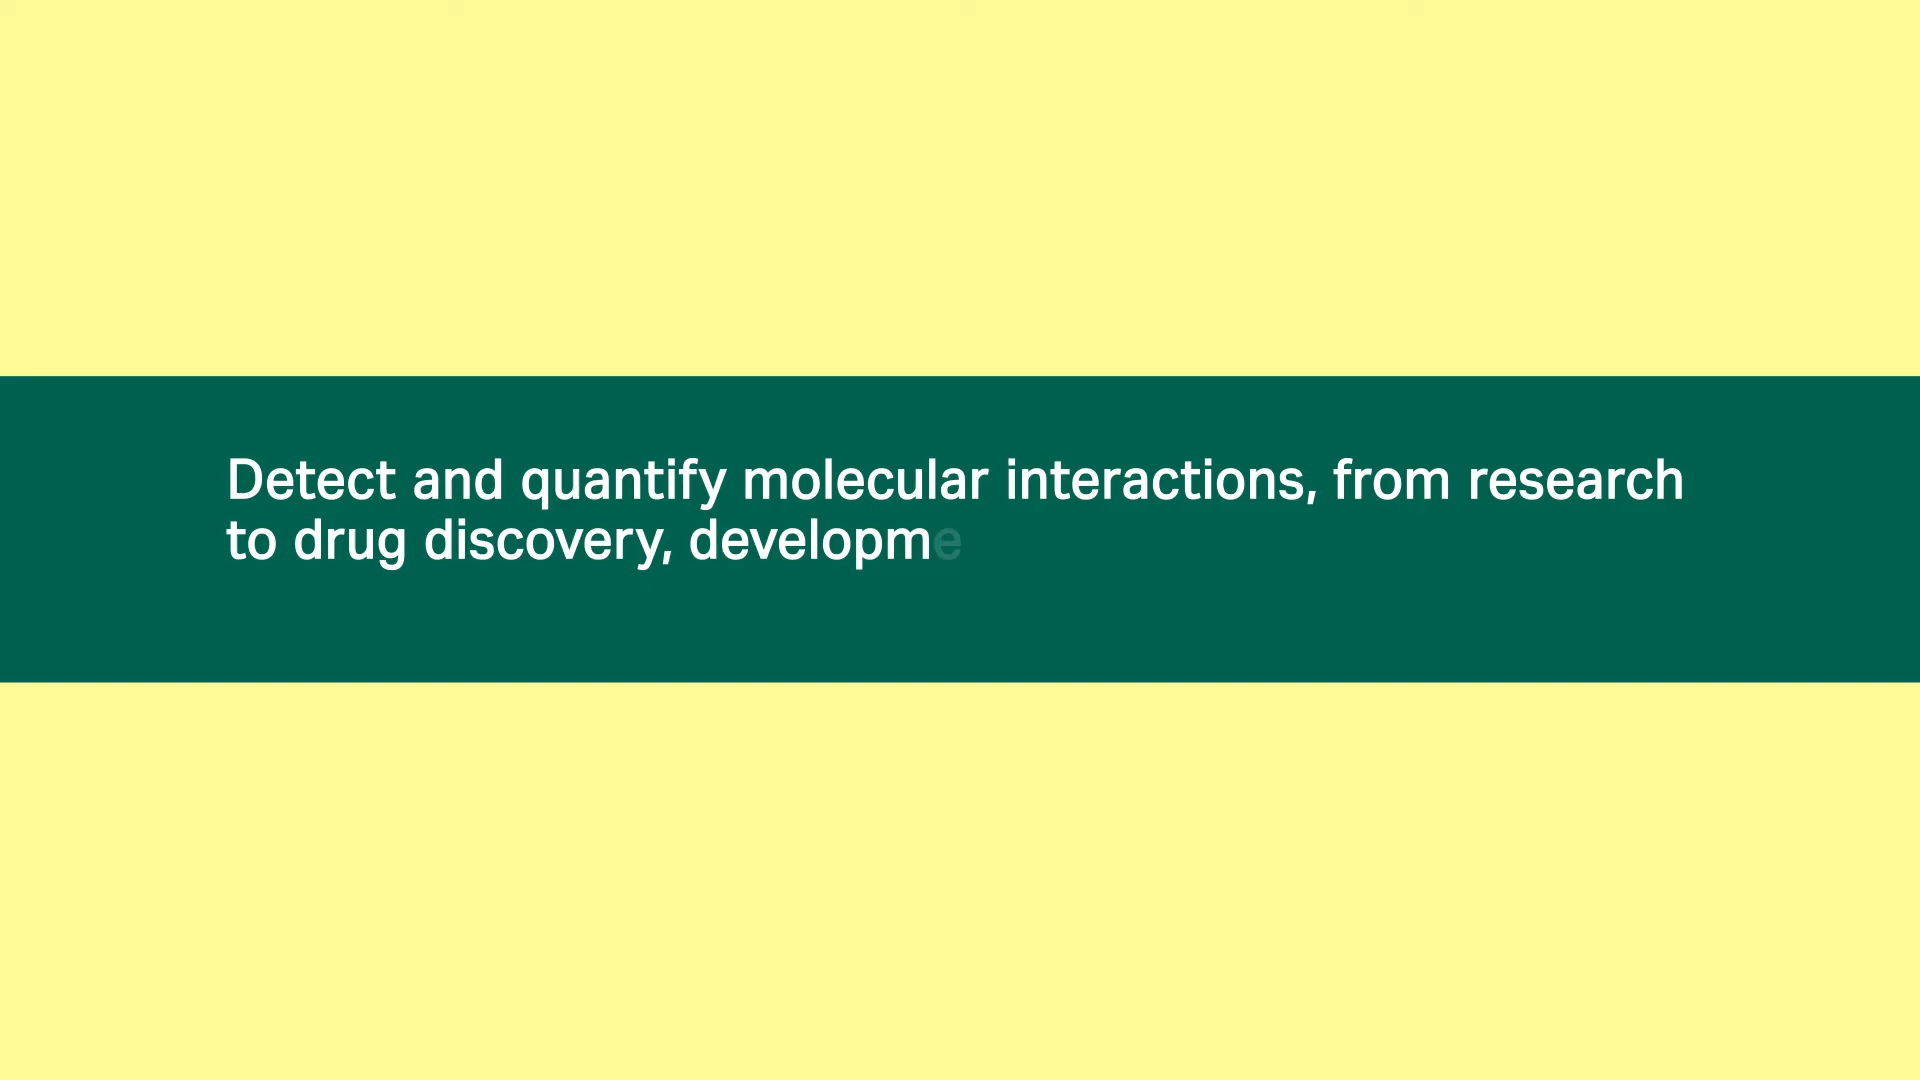 Detect and quantify molecular interactions, from research
to drug discovery, developme